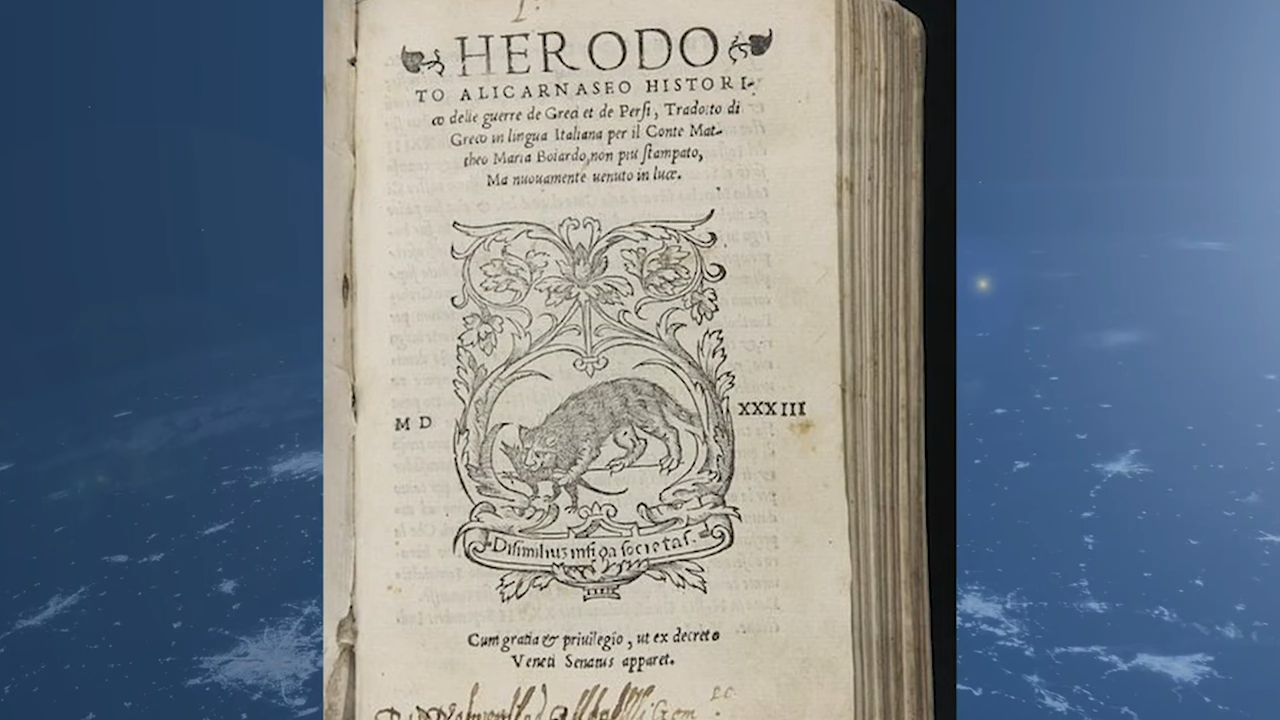 HERODO
TO ALICARNASEO HISTORI-
co delle guerre de Greci et de Persi, Tradotto di
Greco in lingua Italiana per il Conte Mat-
theo Maria Boiardo, non piu stampato,
Ma nuouamente uenuto in luce.
M D XXXIII
Disimilium infida societas.
Cum gratia & priuilegio, ut ex decreto
Veneti Senatus apparet.